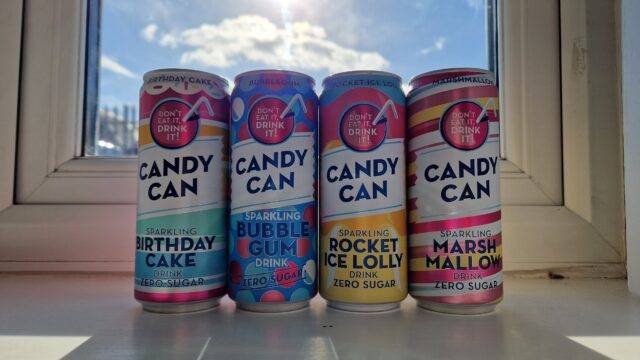 BIRTHDAY CAKE
DON'T
EAT IT,
DRINK
IT!
CANDY
CAN
SPARKLING
BIRTHDAY
CAKE
DRINK
ZERO SUGAR
BUBBLEGUM
DON'T
EAT IT,
DRINK
IT!
CANDY
CAN
SPARKLING
BUBBLE
GUM
DRINK
ZERO SUGAR
ROCKET ICE LOLLY
DON'T
EAT IT,
DRINK
IT!
CANDY
CAN
SPARKLING
ROCKET
ICE LOLLY
DRINK
ZERO SUGAR
MARSHMALLOW
DON'T
EAT IT,
DRINK
IT!
CANDY
CAN
SPARKLING
MARSH
MALLOW
DRINK
ZERO SUGAR